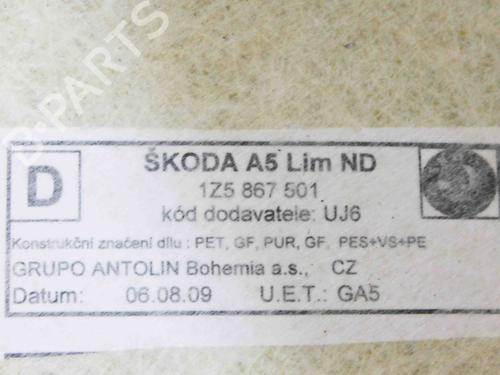 B-PARTS
D
ŠKODA A5 Lim ND
1Z5 867 501
kód dodavatele: UJ6
Konstrukční značení dílu : PET, GF, PUR, GF, PES+VS+PE
GRUPO ANTOLIN Bohemia a.s., CZ
Datum: 06.08.09 U.E.T.: GA5